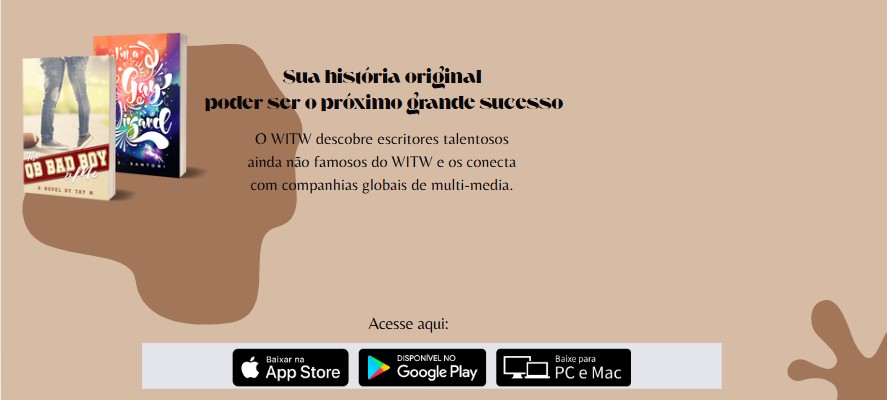 I'm a
Gay
Wizard
S. SANTONI
OB BAD BOY
A NOVEL BY TAY M
Sua história original
poder ser o próximo grande sucesso
O WITW descobre escritores talentosos
ainda não famosos do WITW e os conecta
com companhias globais de multi-media.
Acesse aqui:
Baixar na
App Store
DISPONÍVEL NO
Google Play
Baixe para
PC e Mac